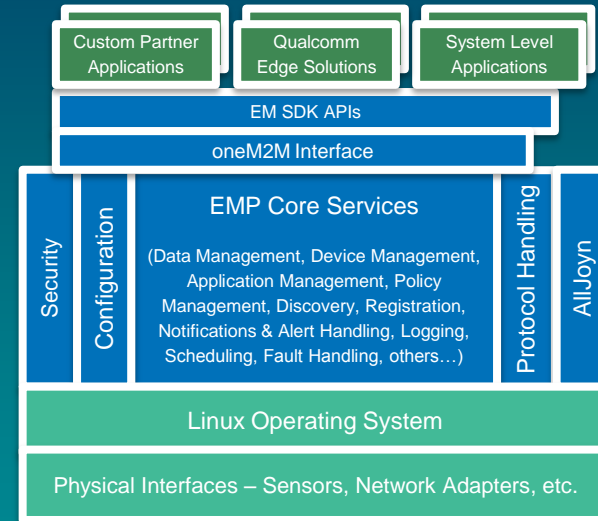 Custom Partner
Applications
Qualcomm
Edge Solutions
System Level
Applications
EM SDK APIs
oneM2M Interface
Security
Configuration
EMP Core Services
(Data Management, Device Management,
Application Management, Policy
Management, Discovery, Registration,
Notifications & Alert Handling, Logging,
Scheduling, Fault Handling, others…)
Protocol Handling
AllJoyn
Linux Operating System
Physical Interfaces – Sensors, Network Adapters, etc.